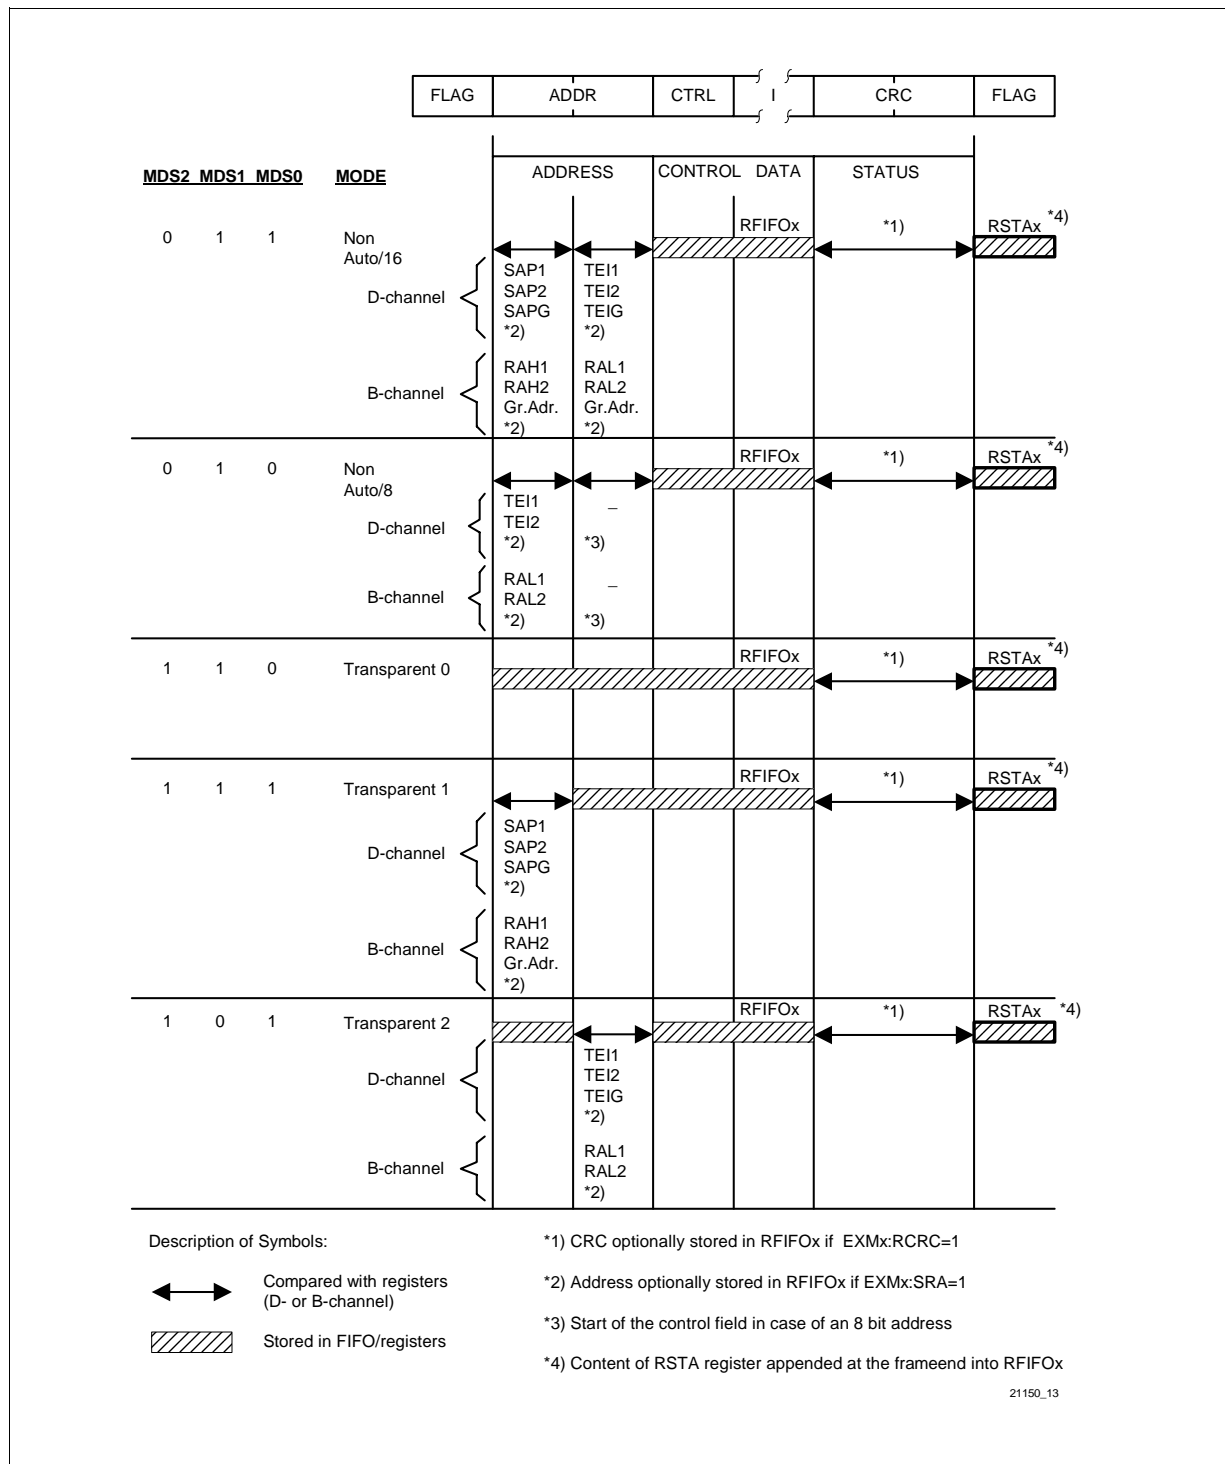 FLAG ADDR CTRL I CRC FLAG
MDS2 MDS1 MDS0 MODE ADDRESS CONTROL DATA STATUS
0 1 1 Non Auto/16 RFIFOx *1) RSTAx *4)
D-channel
SAP1 TEI1
SAP2 TEI2
SAPG TEIG
*2) *2)
B-channel
RAH1 RAL1
RAH2 RAL2
Gr.Adr. Gr.Adr.
*2) *2)
0 1 0 Non Auto/8 RFIFOx *1) RSTAx *4)
D-channel
TEI1 –
TEI2
*2) *3)
B-channel
RAL1 –
RAL2
*2) *3)
1 1 0 Transparent 0 RFIFOx *1) RSTAx *4)
1 1 1 Transparent 1 RFIFOx *1) RSTAx *4)
D-channel
SAP1
SAP2
SAPG
*2)
B-channel
RAH1
RAH2
Gr.Adr.
*2)
1 0 1 Transparent 2 RFIFOx *1) RSTAx *4)
D-channel
TEI1
TEI2
TEIG
*2)
B-channel
RAL1
RAL2
*2)
Description of Symbols:
Compared with registers
(D- or B-channel)
Stored in FIFO/registers
*1) CRC optionally stored in RFIFOx if EXMx:RCRC=1
*2) Address optionally stored in RFIFOx if EXMx:SRA=1
*3) Start of the control field in case of an 8 bit address
*4) Content of RSTA register appended at the frameend into RFIFOx
21150_13